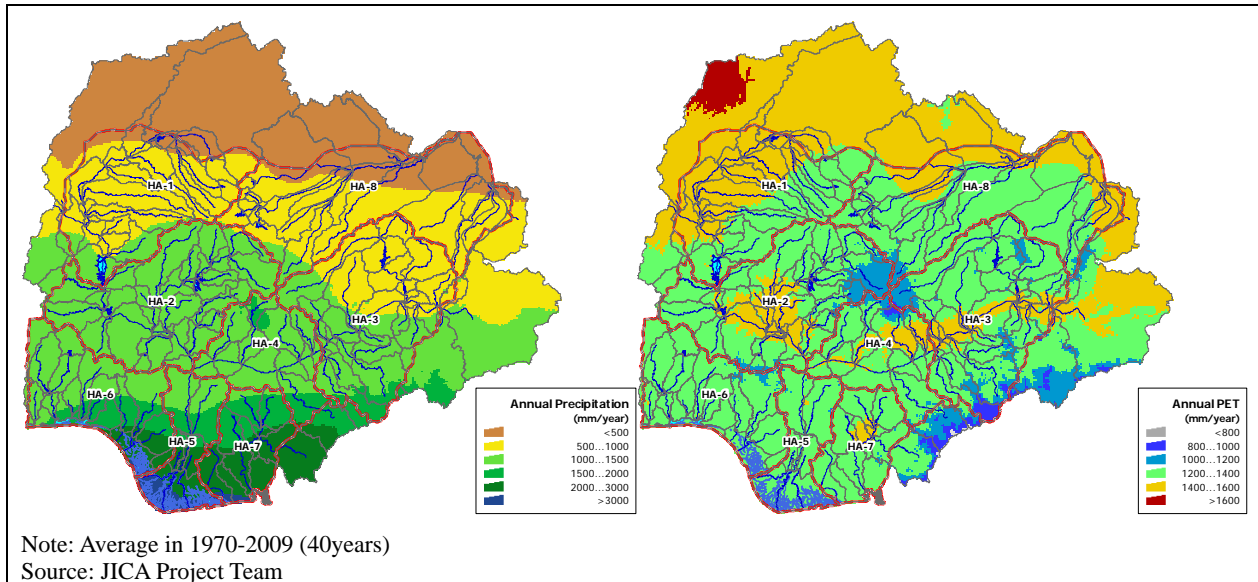 HA-1
HA-8
HA-2
HA-3
HA-4
HA-6
HA-5
HA-7
Annual Precipitation
(mm/year)
<500
500...1000
1000...1500
1500...2000
2000...3000
>3000
HA-1
HA-8
HA-2
HA-3
HA-4
HA-6
HA-5
HA-7
Annual PET
(mm/year)
<800
800...1000
1000...1200
1200...1400
1400...1600
>1600
Note: Average in 1970-2009 (40years)
Source: JICA Project Team